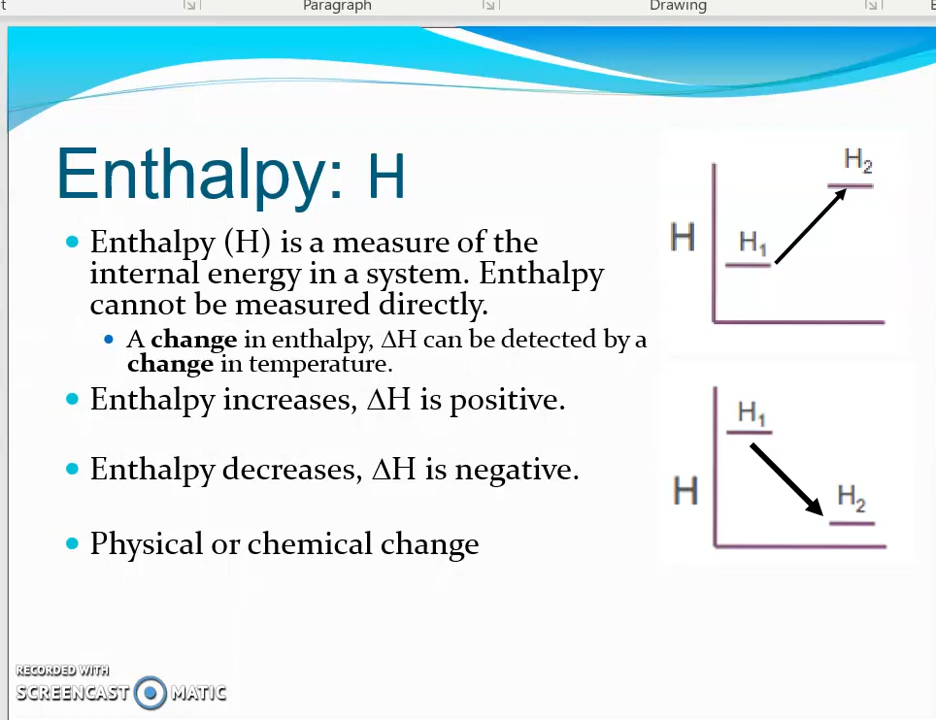 t
Paragraph
Drawing
Enthalpy: H
• Enthalpy (H) is a measure of the
internal energy in a system. Enthalpy
cannot be measured directly.
• A change in enthalpy, ΔH can be detected by a
change in temperature.
• Enthalpy increases, ΔH is positive.
• Enthalpy decreases, ΔH is negative.
• Physical or chemical change
H
H₁
H₂
H
H₁
H₂
RECORDED WITH
SCREENCAST MATIC